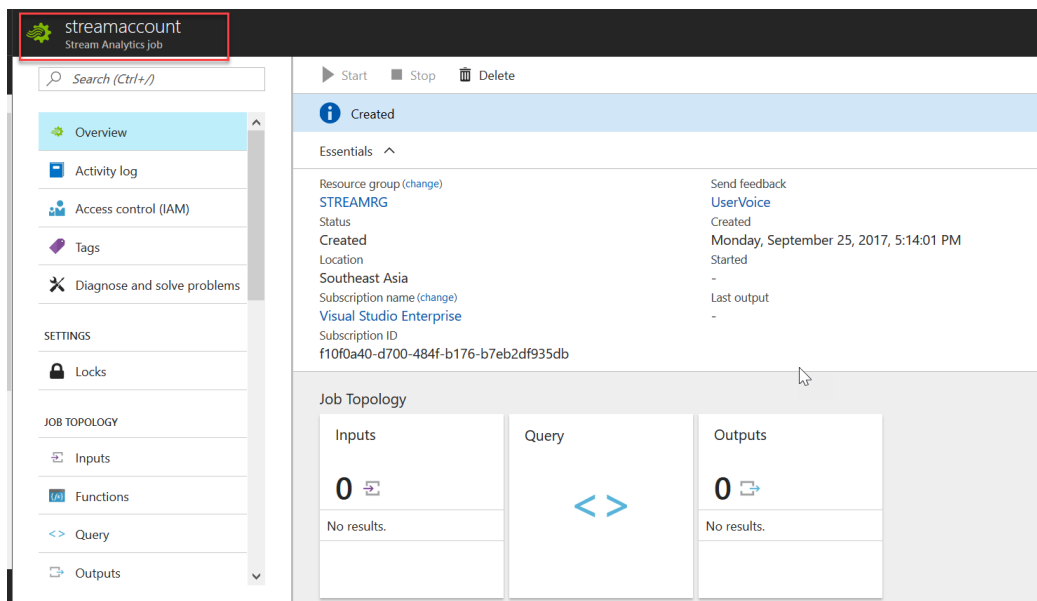 streamaccount
Stream Analytics job
Search (Ctrl+/)
Overview
Activity log
Access control (IAM)
Tags
Diagnose and solve problems
SETTINGS
Locks
JOB TOPOLOGY
Inputs
Functions
Query
Outputs
Start Stop Delete
Created
Essentials
Resource group (change)
STREAMRG
Status
Created
Location
Southeast Asia
Subscription name (change)
Visual Studio Enterprise
Subscription ID
f10f0a40-d700-484f-b176-b7eb2df935db
Send feedback
UserVoice
Created
Monday, September 25, 2017, 5:14:01 PM
Started
-
Last output
-
Job Topology
Inputs
0
No results.
Query
< >
Outputs
0
No results.